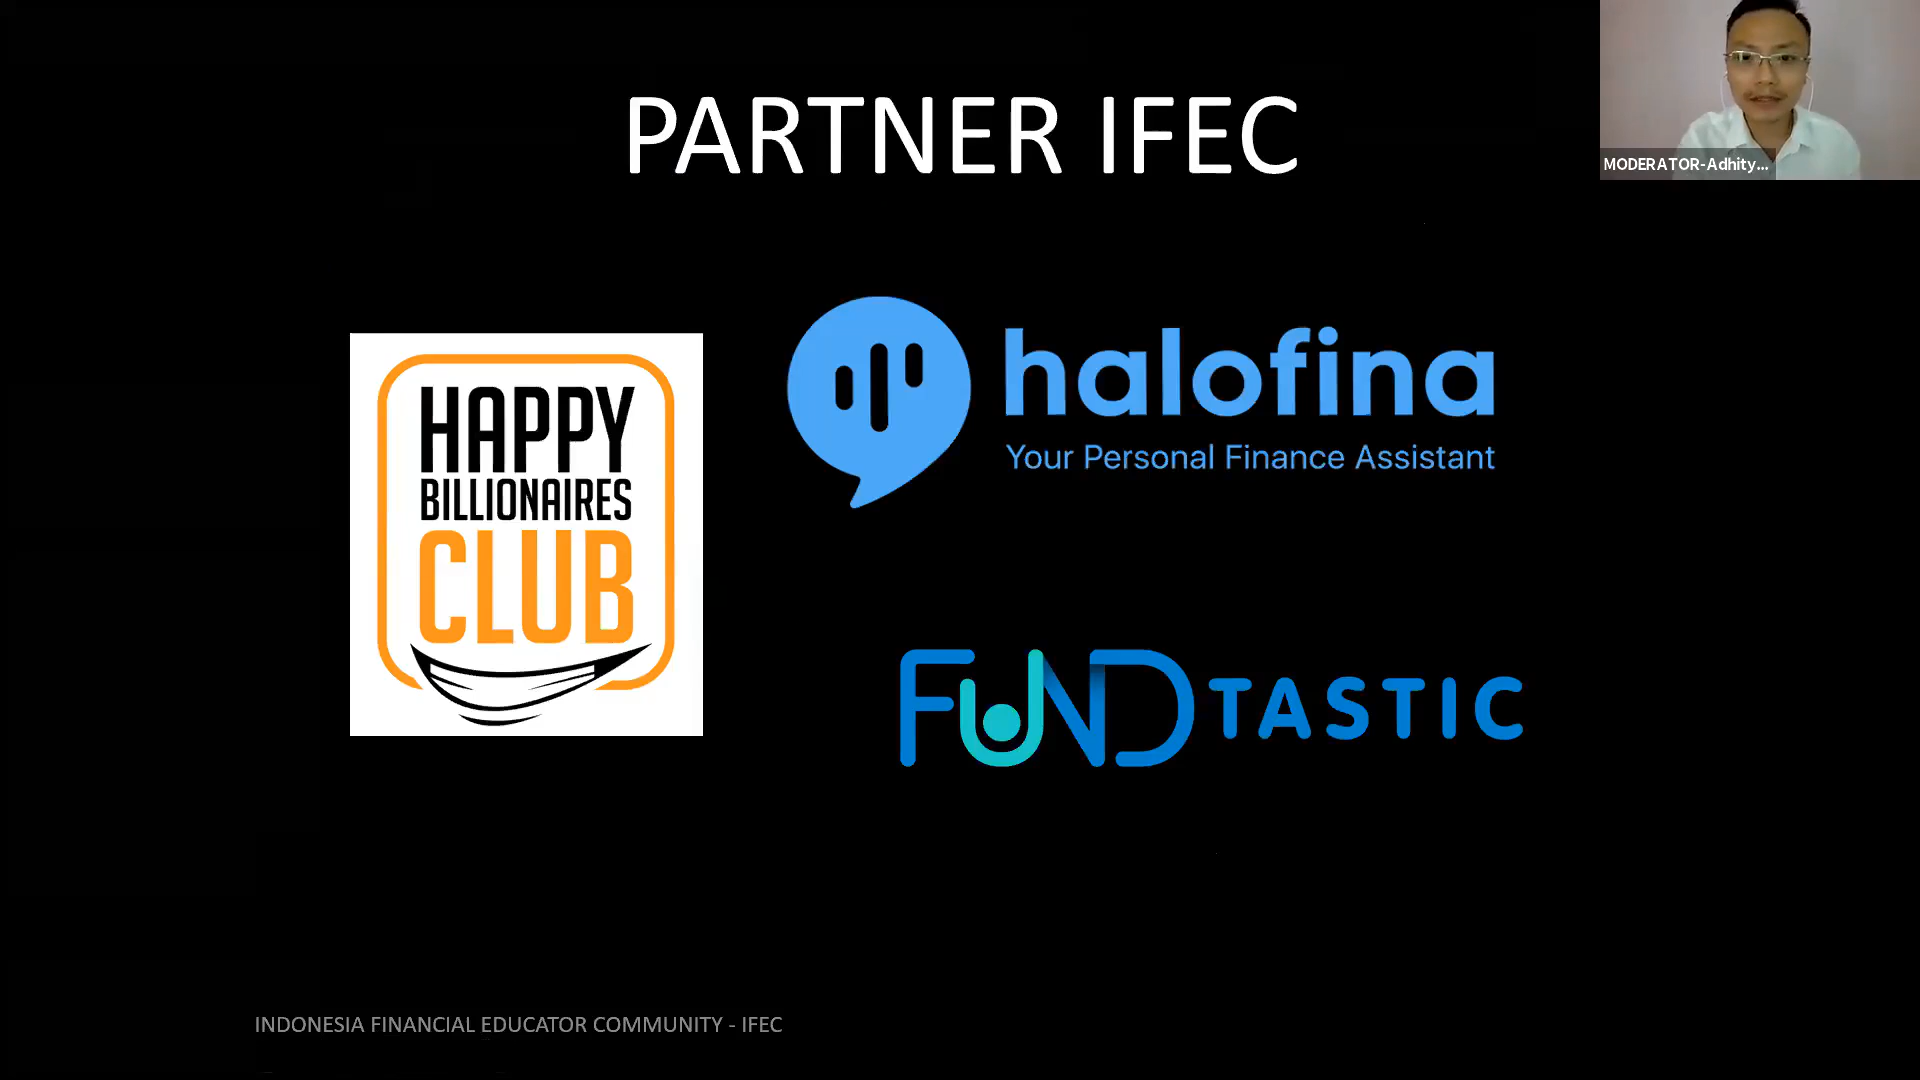 PARTNER IFEC
MODERATOR-Adhity...
HAPPY
BILLIONAIRES
CLUB
halofina
Your Personal Finance Assistant
FUNDTASTIC
INDONESIA FINANCIAL EDUCATOR COMMUNITY - IFEC